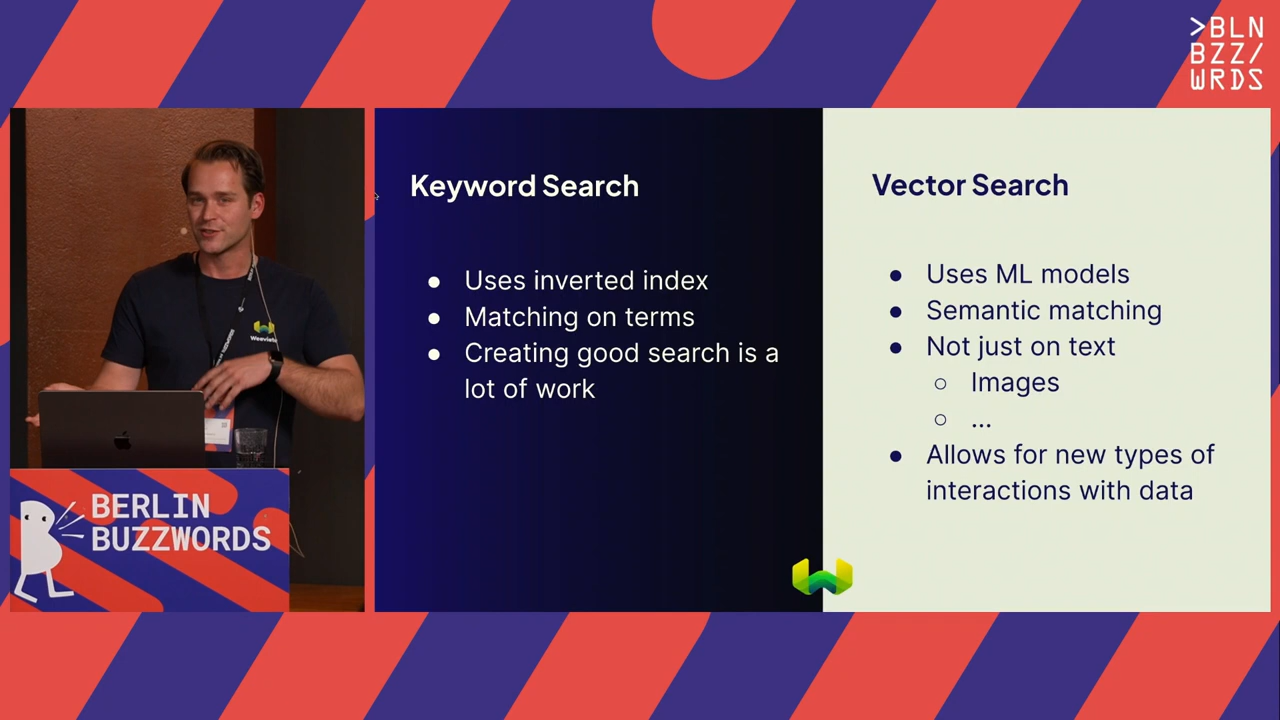 >BLN
BZZ/
WRDS
Keyword Search
● Uses inverted index
● Matching on terms
● Creating good search is a
lot of work
Vector Search
● Uses ML models
● Semantic matching
● Not just on text
○ Images
○ ...
● Allows for new types of
interactions with data
BERLIN
BUZZWORDS